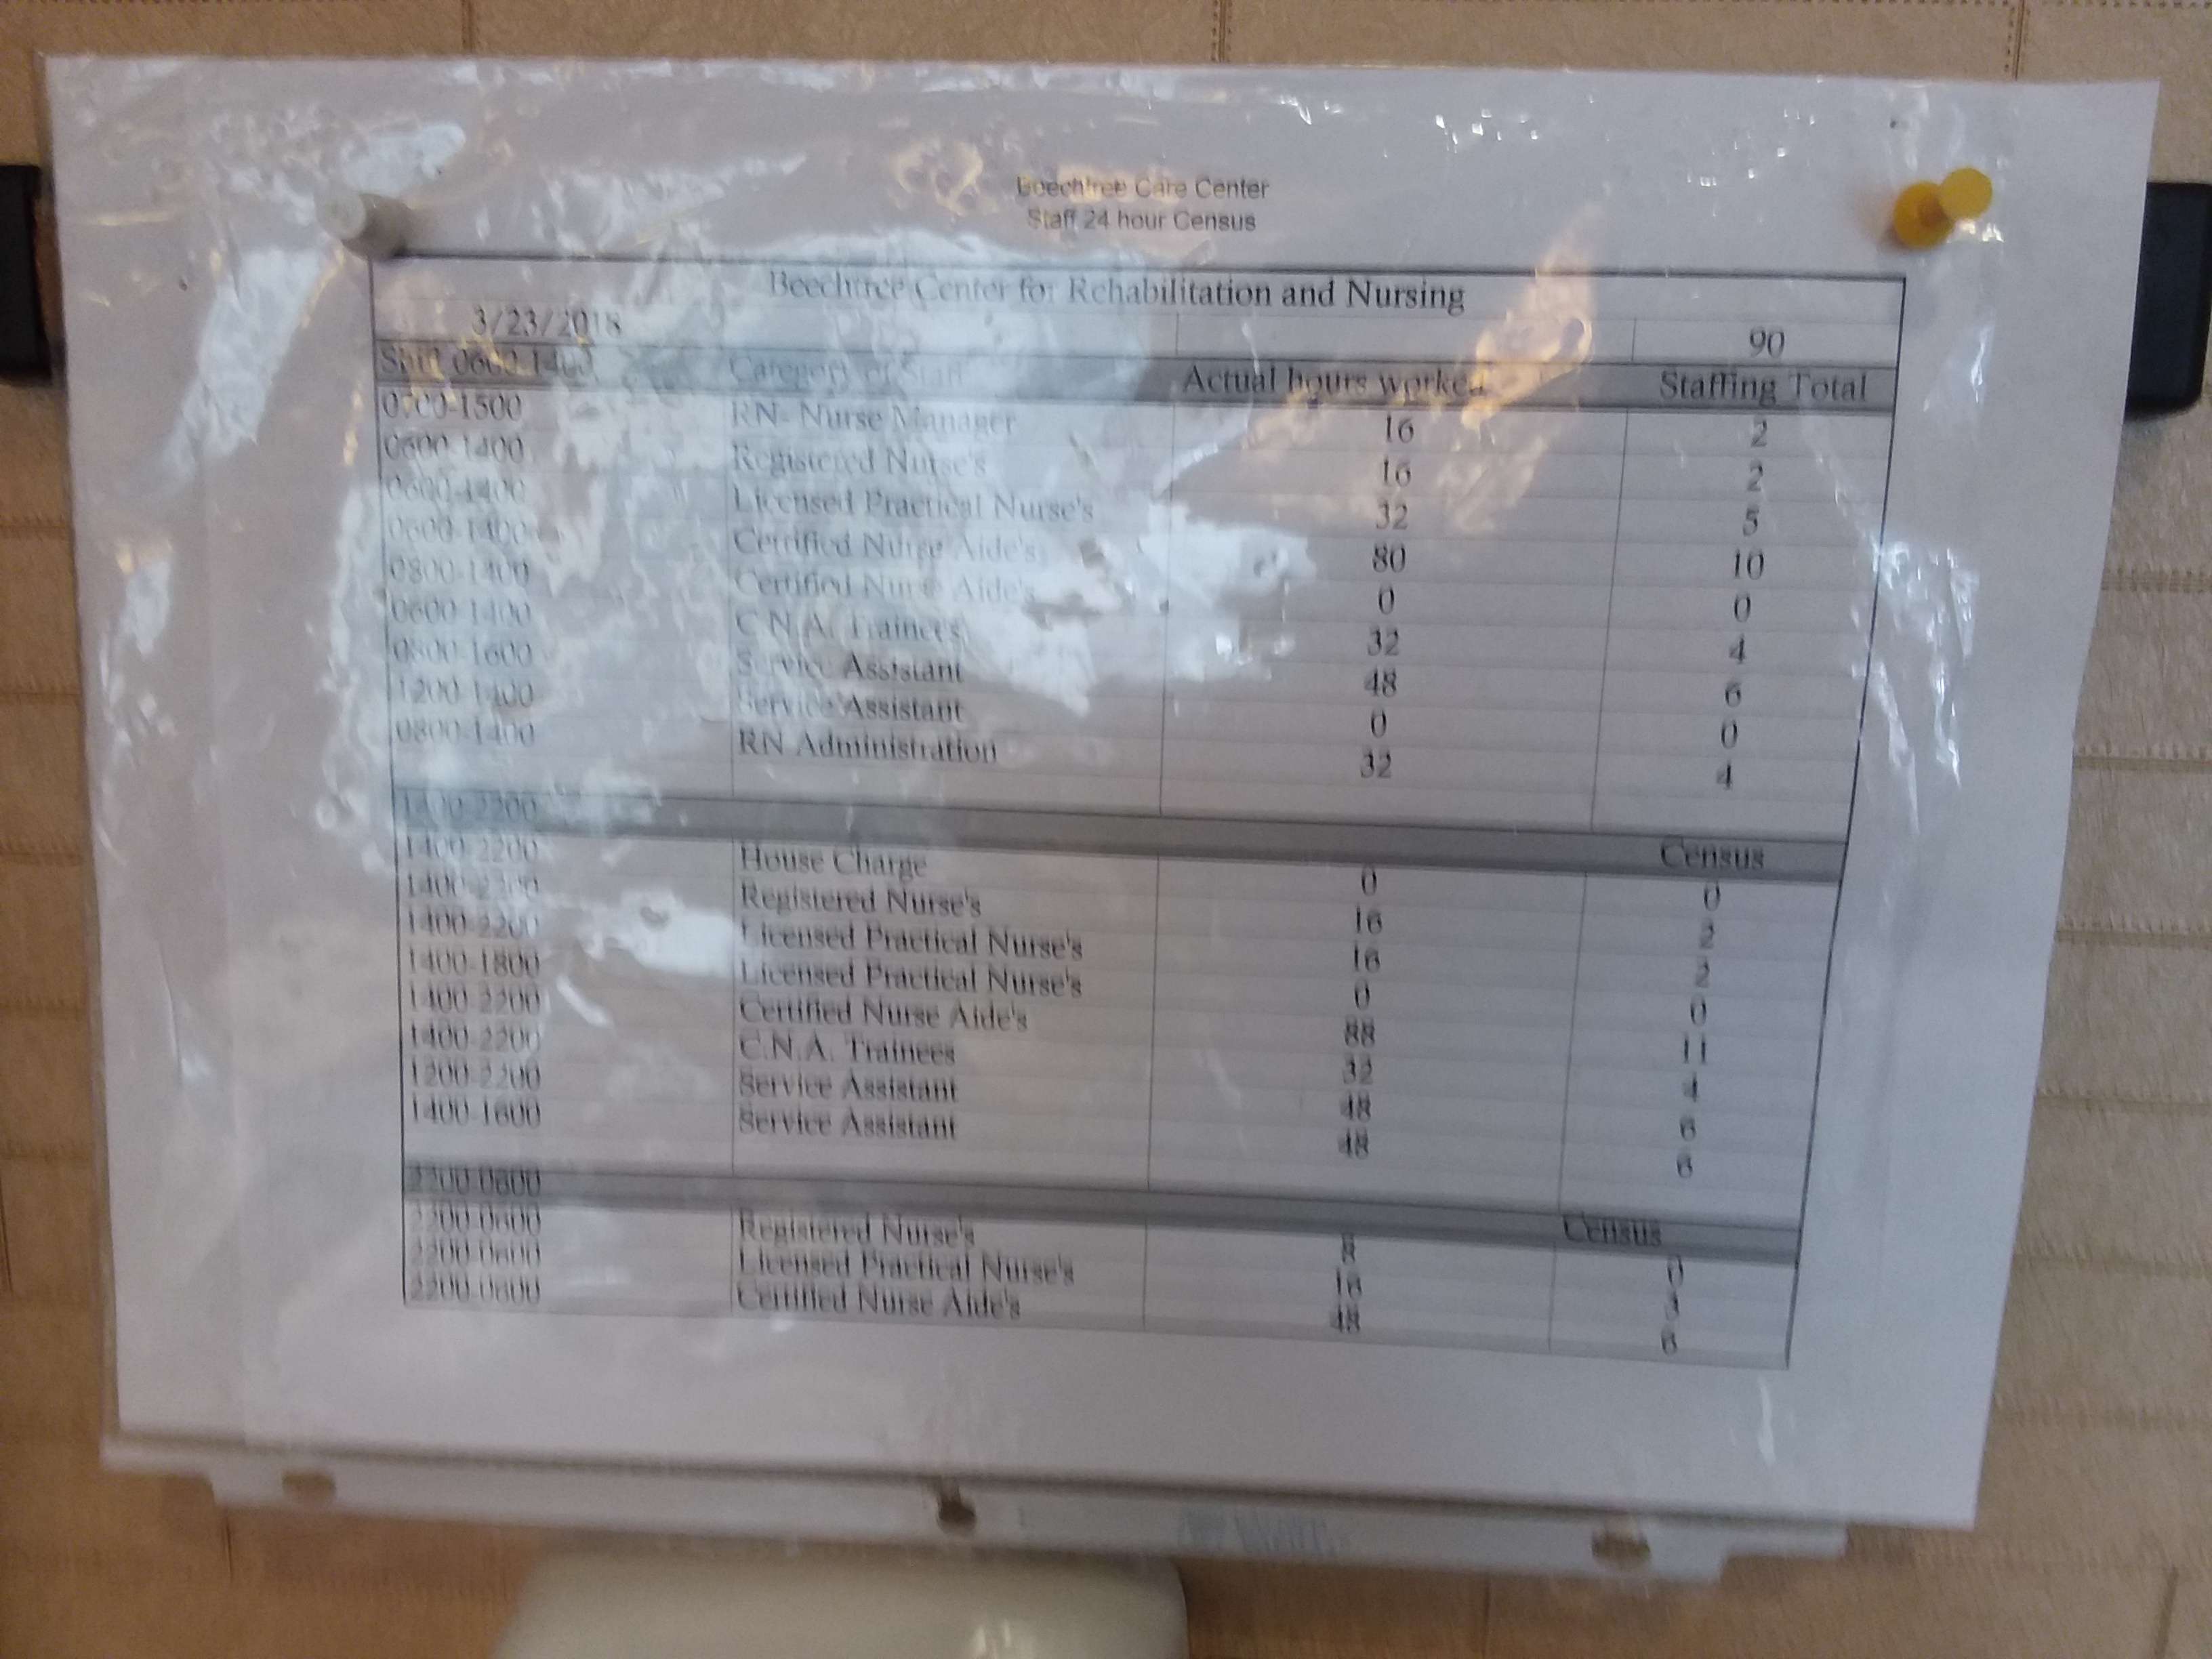 Beechtree Care Center
Staff 24 hour Census
Beechtree Center for Rehabilitation and Nursing
3/23/2018 90
Shift 0600-1400 Category of Staff Actual hours worked Staffing Total
0700-1500 RN- Nurse Manager 16 2
0600-1400 Registered Nurse's 16 2
Licensed Practical Nurse's 32 5
0600-1400 Certified Nurse Aide's 80 10
0800-1400 Certified Nurse Aide's 0 0
0600-1400 C.N.A. Trainees 32 4
0800-1600 Service Assistant 48 6
1200-1400 Service Assistant 0 0
0800-1400 RN Administration 32 4
1400-2200 Census
1400-2200 House Charge 0 0
Registered Nurse's 16 2
1400-2200 Licensed Practical Nurse's 16 2
1400-1800 Licensed Practical Nurse's 0 0
1400-2200 Certified Nurse Aide's 88 11
1400-2200 C.N.A. Trainees 32 4
1200-2200 Service Assistant 48 6
1400-1600 Service Assistant 48 6
2200-0600 Census
2200-0600 Registered Nurse's 8 0
2200-0600 Licensed Practical Nurse's 16 3
2200-0600 Certified Nurse Aide's 48 6